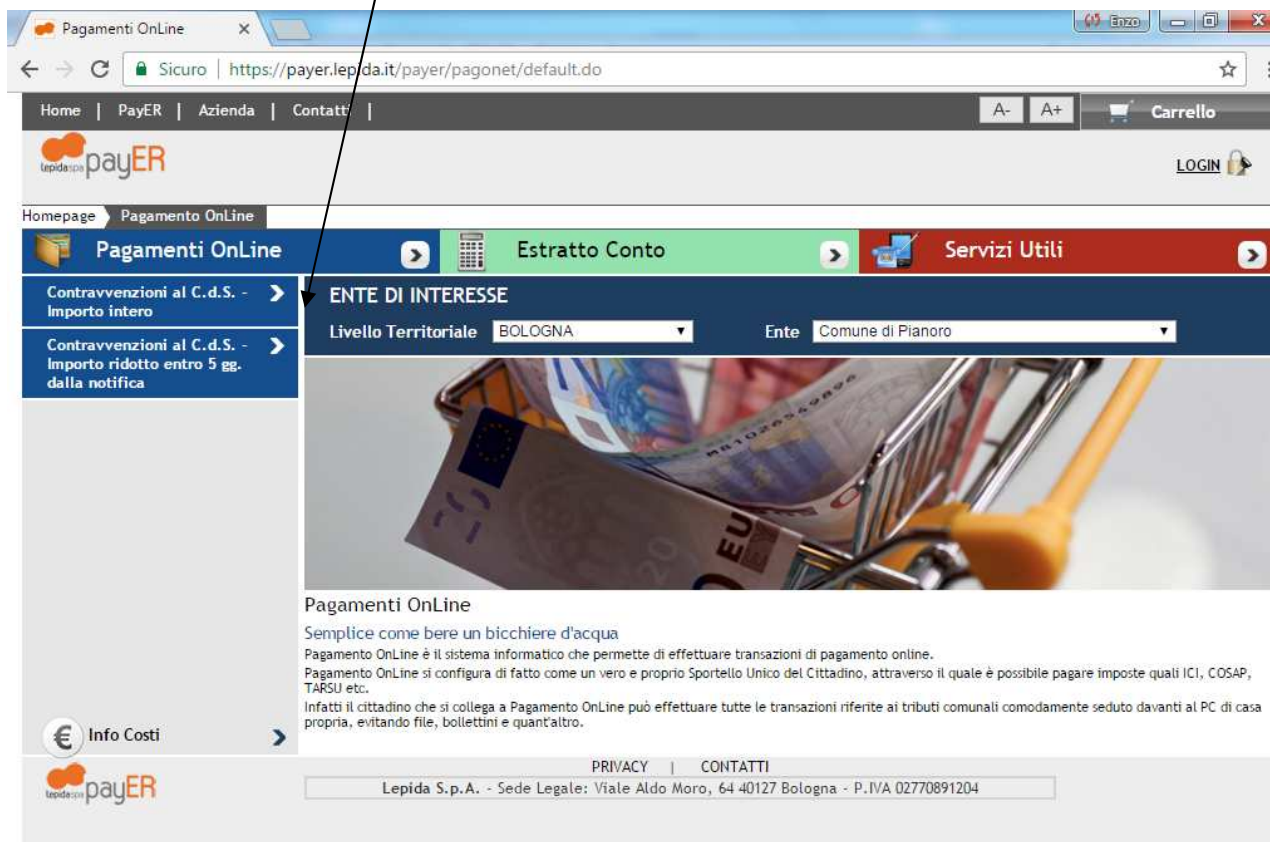 Pagamenti OnLine
Enzo
Sicuro | https://payer.lepida.it/payer/pagonet/default.do
Home | PayER | Azienda | Contatti |
A- A+ Carrello
lepidaspa payER
LOGIN
Homepage Pagamento OnLine
Pagamenti OnLine
Estratto Conto
Servizi Utili
Contravvenzioni al C.d.S. -
Importo intero
Contravvenzioni al C.d.S. -
Importo ridotto entro 5 gg.
dalla notifica
ENTE DI INTERESSE
Livello Territoriale BOLOGNA Ente Comune di Pianoro
Pagamenti OnLine
Semplice come bere un bicchiere d'acqua
Pagamento OnLine è il sistema informatico che permette di effettuare transazioni di pagamento online.
Pagamento OnLine si configura di fatto come un vero e proprio Sportello Unico del Cittadino, attraverso il quale è possibile pagare imposte quali ICI, COSAP,
TARSU etc.
Infatti il cittadino che si collega a Pagamento OnLine può effettuare tutte le transazioni riferite ai tributi comunali comodamente seduto davanti al PC di casa
propria, evitando file, bollettini e quant'altro.
€ Info Costi
PRIVACY | CONTATTI
lepidaspa payER
Lepida S.p.A. - Sede Legale: Viale Aldo Moro, 64 40127 Bologna - P.IVA 02770891204